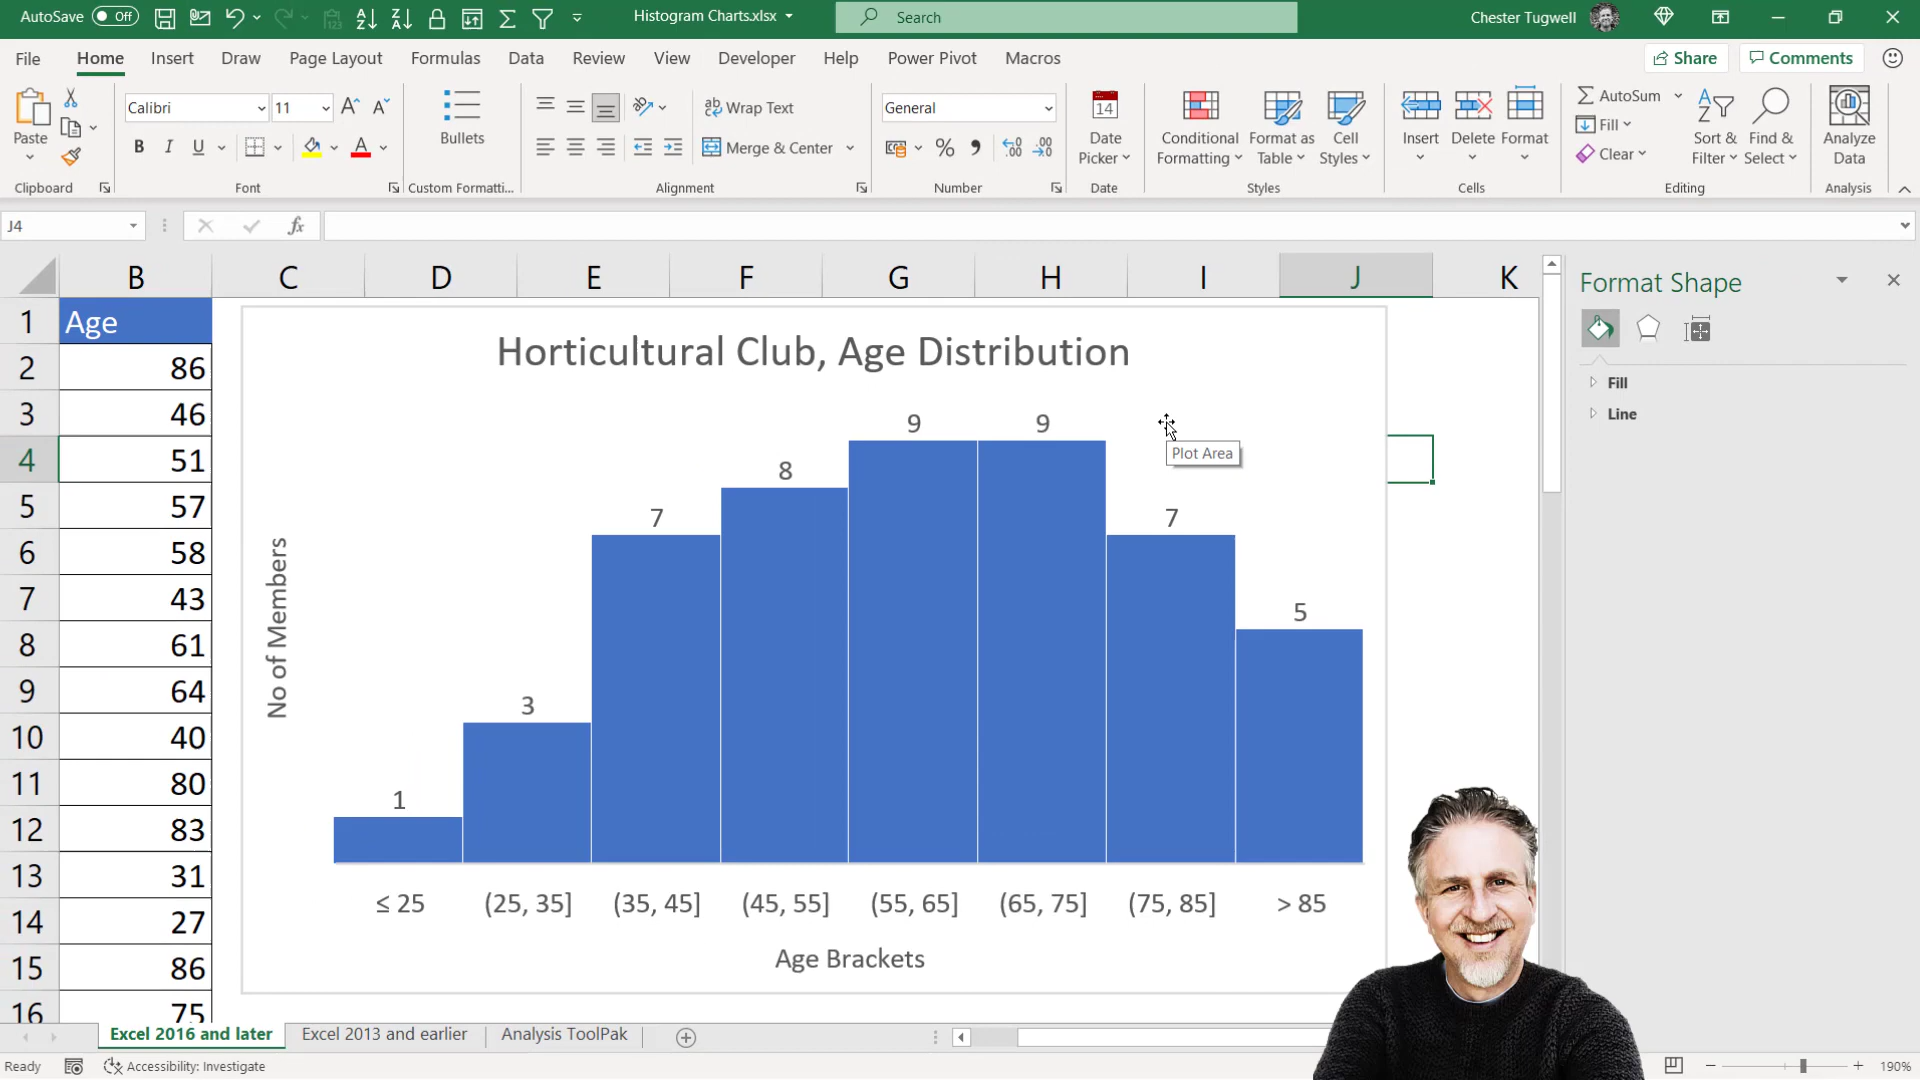 AutoSave Off
Histogram Charts.xlsx
Search
Chester Tugwell
File Home Insert Draw Page Layout Formulas Data Review View Developer Help Power Pivot Macros
Share Comments
Paste
Calibri 11
B I U A
Bullets
ab Wrap Text
Merge & Center
General
% 9
14
Date Picker
Conditional Formatting
Format as Table
Cell Styles
Insert
Delete
Format
AutoSum
Fill
Clear
Sort & Filter
Find & Select
Analyze Data
Clipboard Font Custom Formatti... Alignment Number Date Styles Cells Editing Analysis
J4 fx
B C D E F G H I J K
1 Age
2 86
3 46
4 51
5 57
6 58
7 43
8 61
9 64
10 40
11 80
12 83
13 31
14 27
15 86
16 75
Horticultural Club, Age Distribution
No of Members
1 3 7 8 9 9 7 5
Plot Area
≤ 25 (25, 35] (35, 45] (45, 55] (55, 65] (65, 75] (75, 85] > 85
Age Brackets
Format Shape
Fill
Line
Excel 2016 and later Excel 2013 and earlier Analysis ToolPak
Ready Accessibility: Investigate 190%